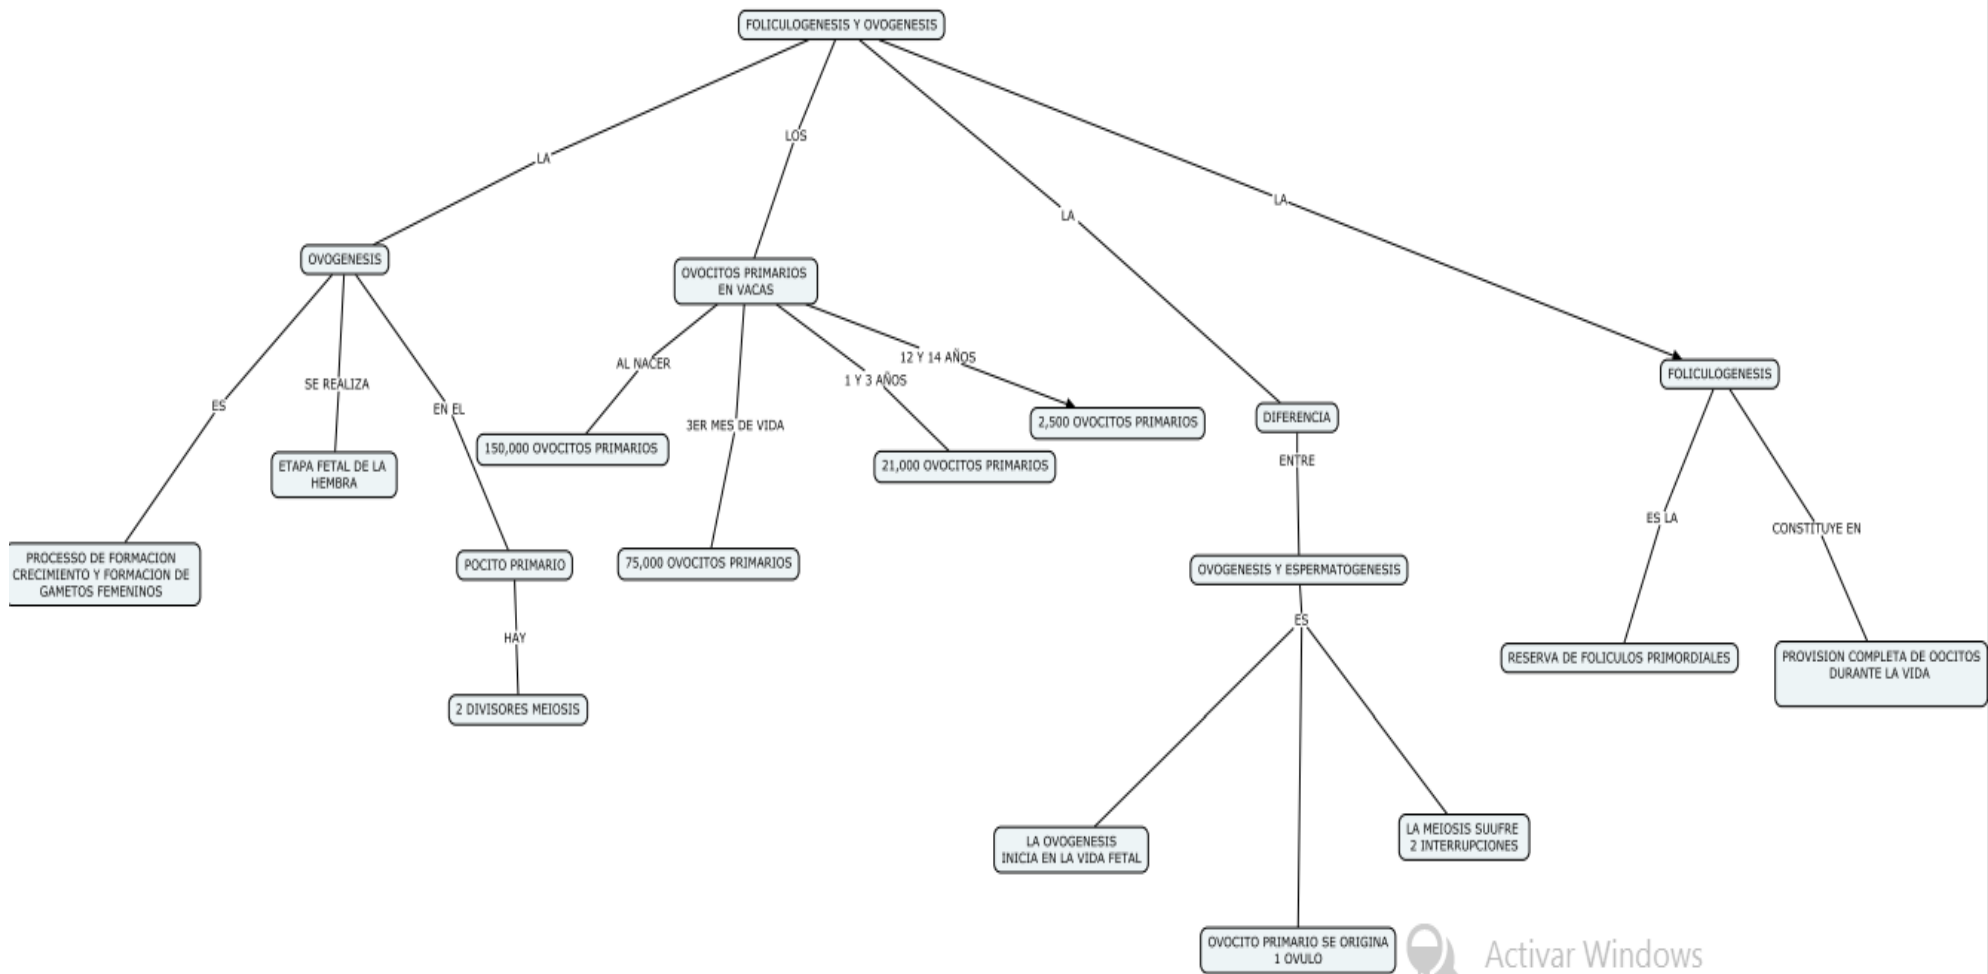 FOLICULOGENESIS Y OVOGENESIS
LA
LOS
LA
LA
OVOGENESIS
ES
SE REALIZA
EN EL
PROCESSO DE FORMACION
CRECIMIENTO Y FORMACION DE
GAMETOS FEMENINOS
ETAPA FETAL DE LA
HEMBRA
POCITO PRIMARIO
HAY
2 DIVISORES MEIOSIS
OVOCITOS PRIMARIOS
EN VACAS
AL NACER
3ER MES DE VIDA
1 Y 3 AÑOS
12 Y 14 AÑOS
150,000 OVOCITOS PRIMARIOS
75,000 OVOCITOS PRIMARIOS
21,000 OVOCITOS PRIMARIOS
2,500 OVOCITOS PRIMARIOS
DIFERENCIA
ENTRE
OVOGENESIS Y ESPERMATOGENESIS
ES
LA OVOGENESIS
INICIA EN LA VIDA FETAL
OVOCITO PRIMARIO SE ORIGINA
1 OVULO
LA MEIOSIS SUUFRE
2 INTERRUPCIONES
FOLICULOGENESIS
ES LA
CONSTITUYE EN
RESERVA DE FOLICULOS PRIMORDIALES
PROVISION COMPLETA DE OOCITOS
DURANTE LA VIDA
Activar Windows